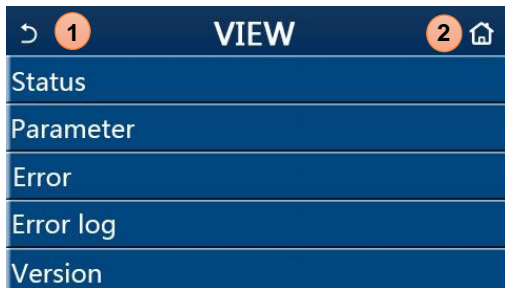 1 VIEW 2
Status
Parameter
Error
Error log
Version